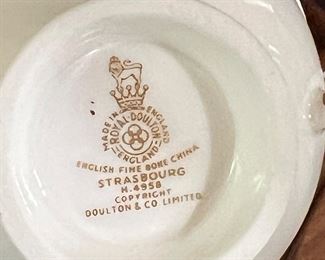 MADE IN ENGLAND
ROYAL·DOULTON
ENGLAND
ENGLISH FINE BONE CHINA
STRASBOURG
H.4958
COPYRIGHT
DOULTON & CO. LIMITED